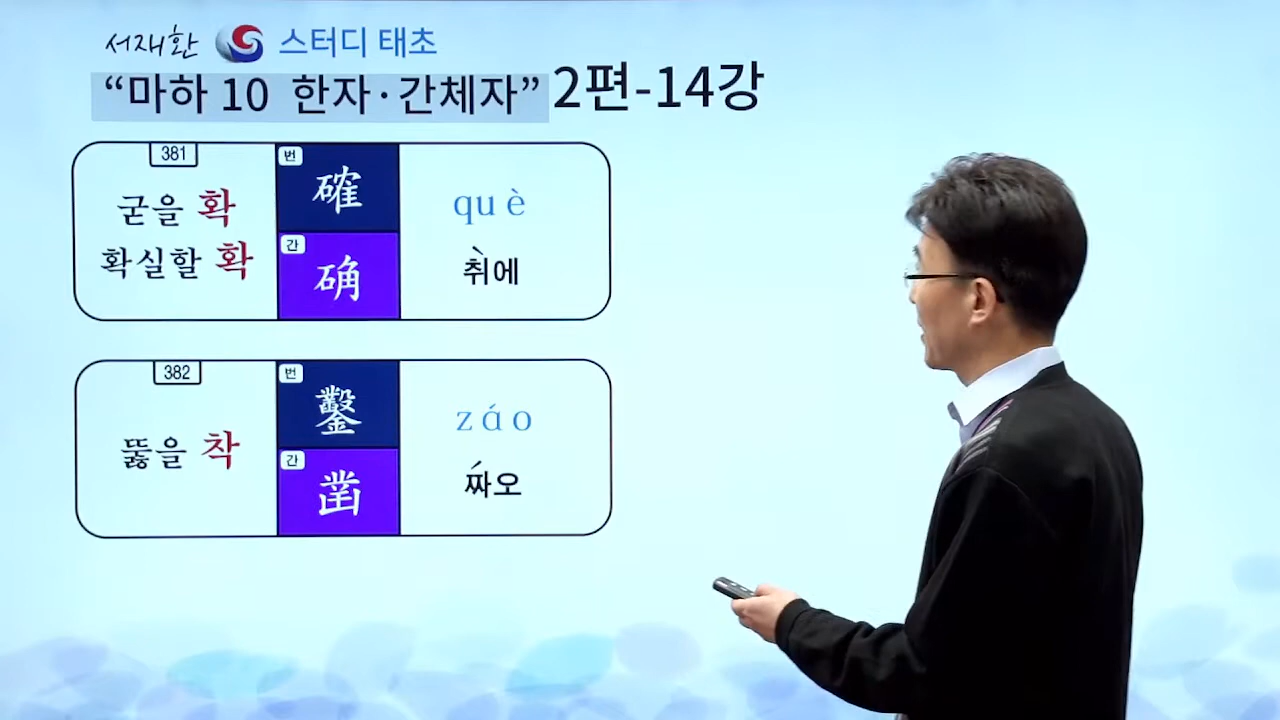 서재환 스터디 태초
“마하 10 한자·간체자” 2편-14강
381
굳을 확
확실할 확
번
確
간
确
què
취에
382
뚫을 착
번
鑿
간
凿
záo
짜오